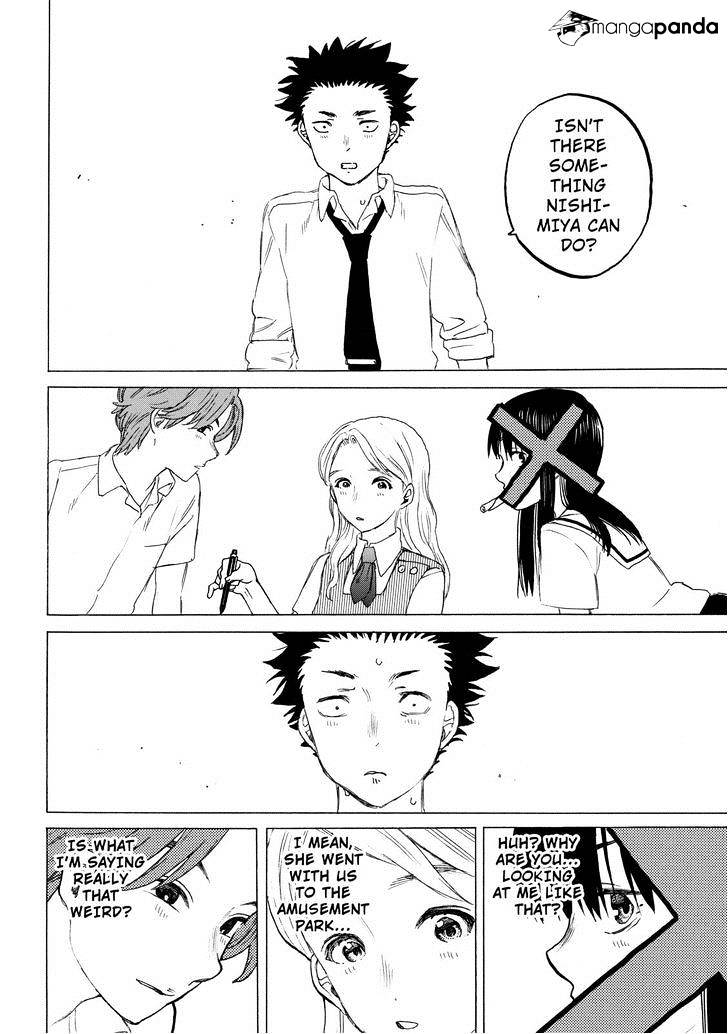 mangapanda
ISN'T
THERE
SOME-
THING
NISHI-
MIYA CAN
DO?
HUH? WHY
ARE YOU...
LOOKING
AT ME LIKE
THAT?
I MEAN,
SHE WENT
WITH US
TO THE
AMUSEMENT
PARK...
IS WHAT
I'M SAYING
REALLY
THAT
WEIRD?